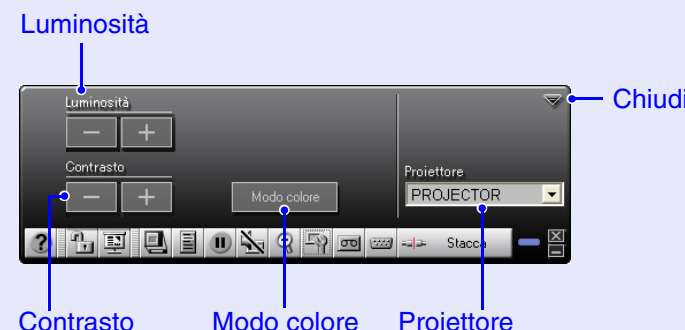 Luminosità
Luminosità
Chiudi
Contrasto
Proiettore
Modo colore
PROJECTOR
Stacca
Contrasto
Modo colore
Proiettore